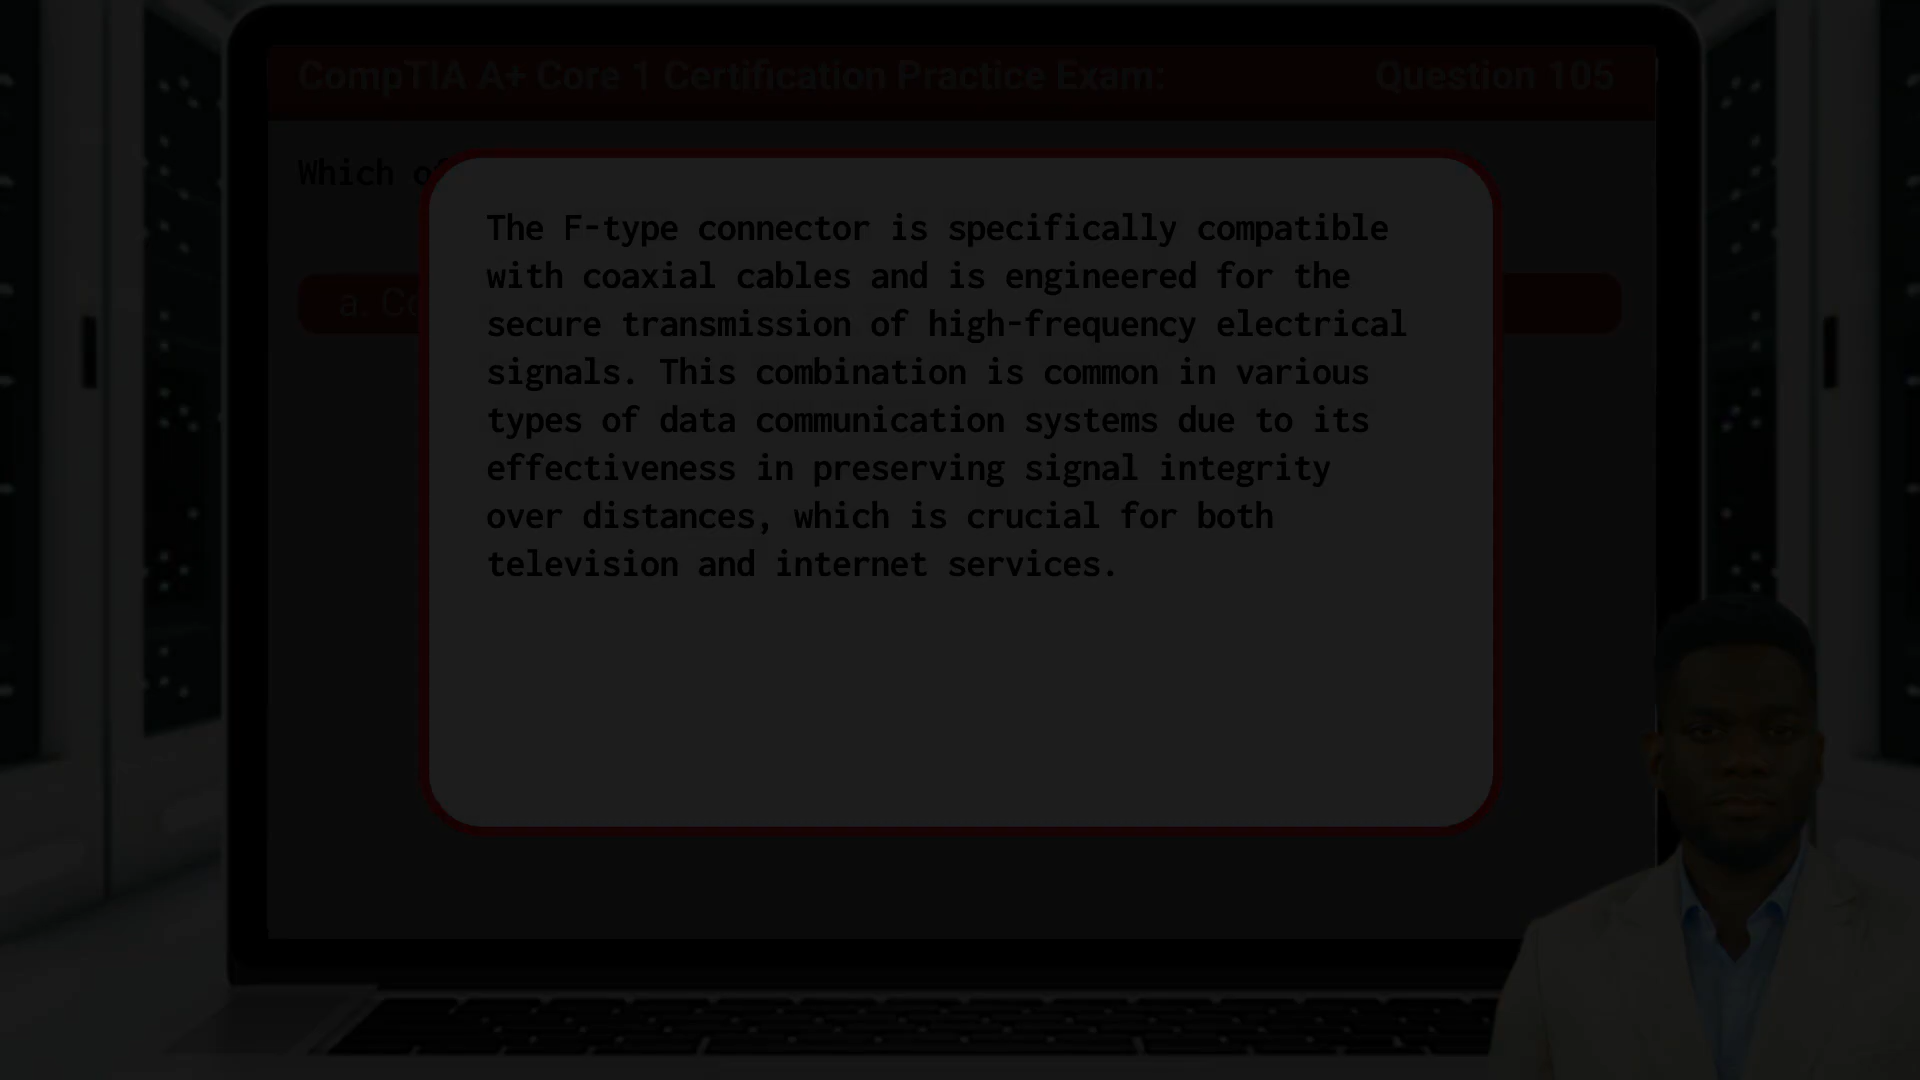 CompTIA A+ Core 1 Certification Practice Exam: Question 105
Which
The F-type connector is specifically compatible
with coaxial cables and is engineered for the
secure transmission of high-frequency electrical
signals. This combination is common in various
types of data communication systems due to its
effectiveness in preserving signal integrity
over distances, which is crucial for both
television and internet services.
a.